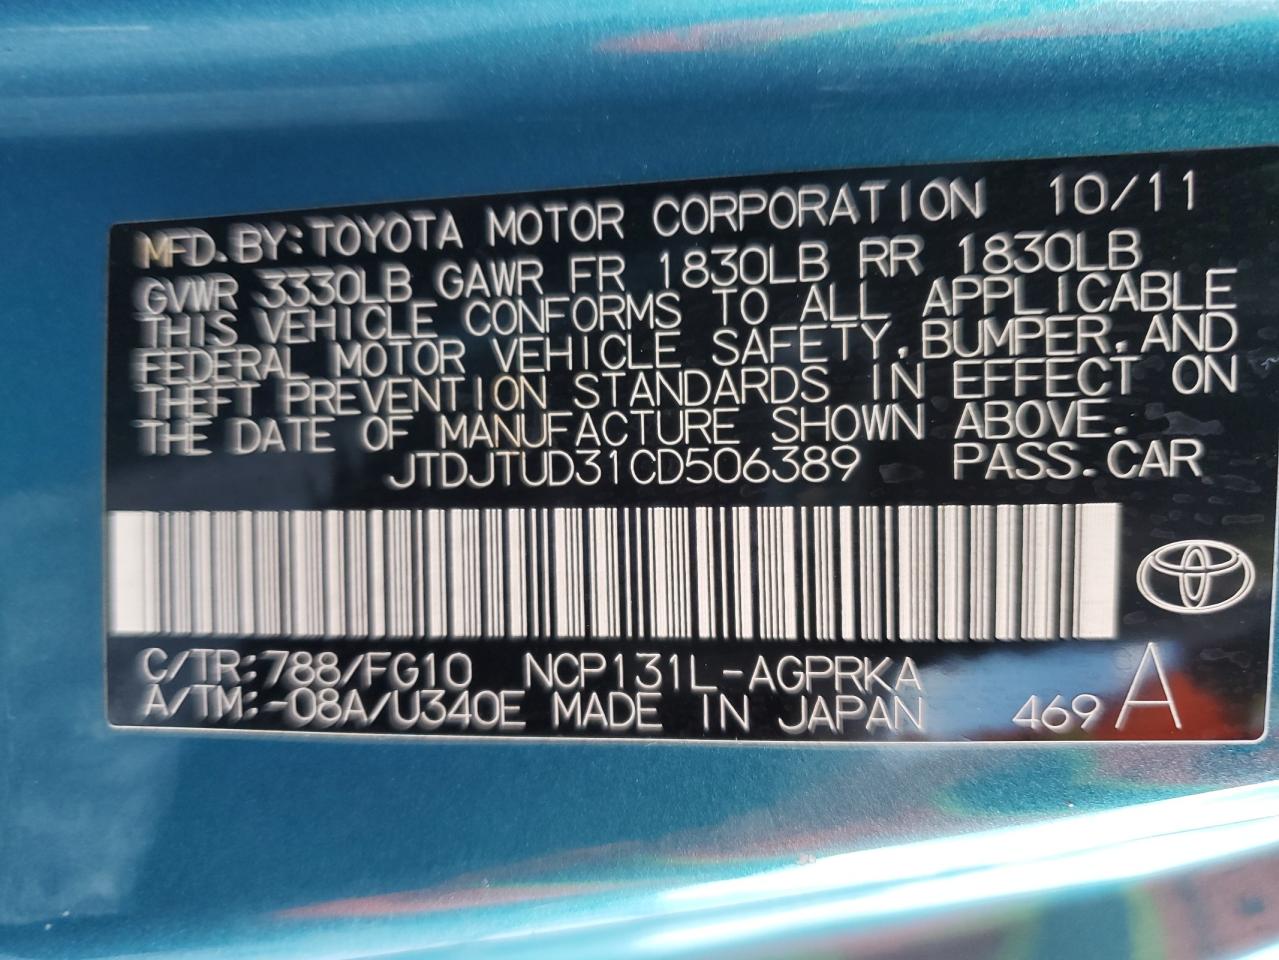 MFD. BY: TOYOTA MOTOR CORPORATION 10/11
GVWR 3330LB GAWR FR 1830LB RR 1830LB
THIS VEHICLE CONFORMS TO ALL APPLICABLE
FEDERAL MOTOR VEHICLE SAFETY, BUMPER, AND
THEFT PREVENTION STANDARDS IN EFFECT ON
THE DATE OF MANUFACTURE SHOWN ABOVE.
JTDJTUD31CD506389 PASS. CAR
C/TR: 788/FG10 NCP131L-AGPRKA
A/TM: -08A/U340E MADE IN JAPAN 469 A